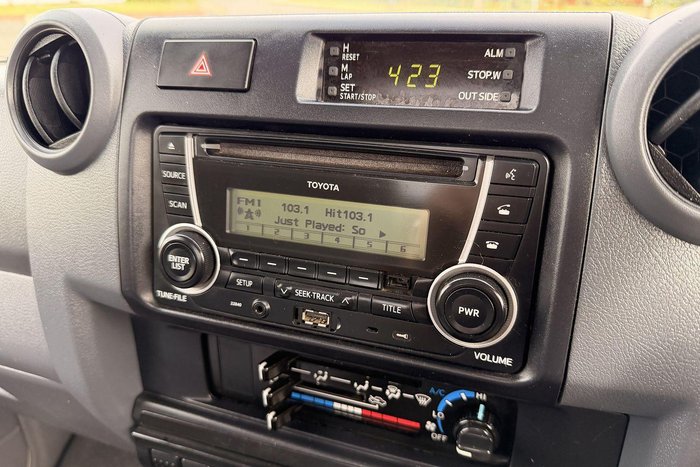 H
RESET
M
LAP
SET
START/STOP
4 23
ALM
STOP.W
OUT SIDE
SOURCE
SCAN
TOYOTA
FM1 103.1 Hit103.1
Just Played: So
1 2 3 4 5 6
ENTER
LIST
TUNE•FILE
SETUP
SEEK•TRACK
TITLE
22840
PWR
VOLUME
A/C
HI
LO
OFF